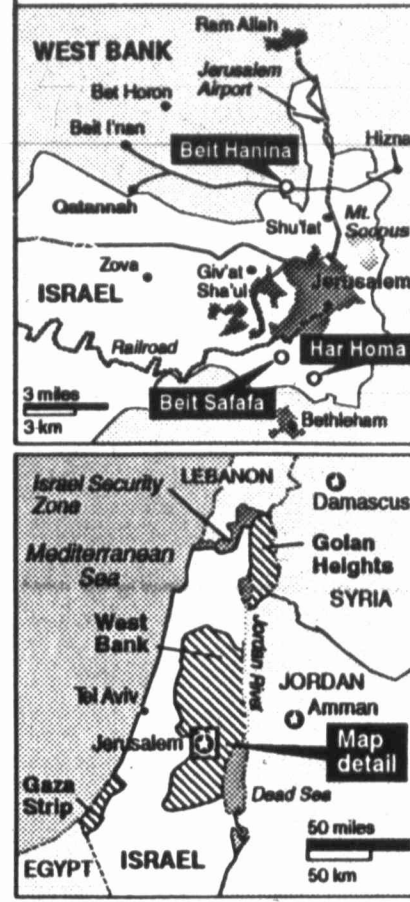 Ram Allah
WEST BANK
Jerusalem
Airport
Bet Horon
Beit I'nan
Beit Hanina
Hizna
Qatannah
Shu'fat
Mt.
Scopus
Zova
Giv'at
Sha'ul
Jerusalem
ISRAEL
Railroad
Har Homa
3 miles
3 km
Beit Safafa
Bethleham
LEBANON
Israel Security
Zone
Damascus
Mediterranean
Sea
Golan
Heights
SYRIA
West
Bank
Jordan River
JORDAN
Tel Aviv
Amman
Jerusalem
Map
detail
Gaza
Strip
Dead Sea
50 miles
50 km
EGYPT
ISRAEL